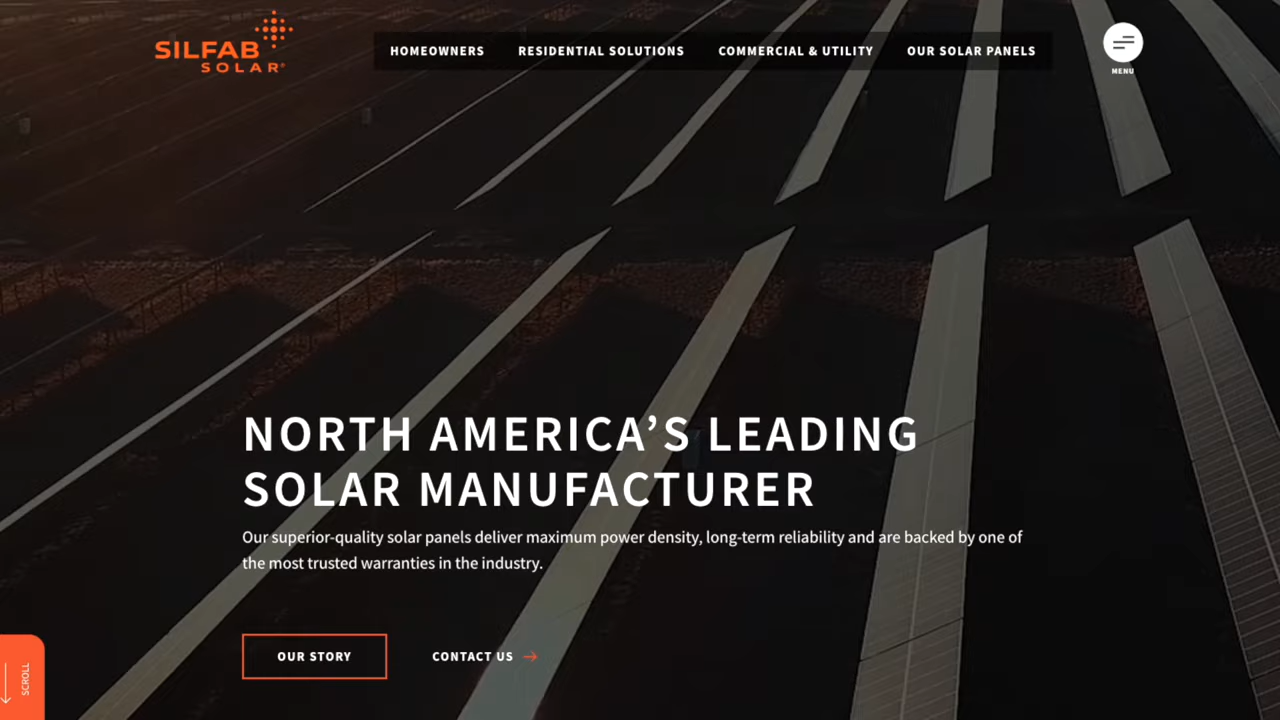 SILFAB
SOLAR®
HOMEOWNERS
RESIDENTIAL SOLUTIONS
COMMERCIAL & UTILITY
OUR SOLAR PANELS
MENU
NORTH AMERICA’S LEADING
SOLAR MANUFACTURER
Our superior-quality solar panels deliver maximum power density, long-term reliability and are backed by one of
the most trusted warranties in the industry.
OUR STORY
CONTACT US →
SCROLL